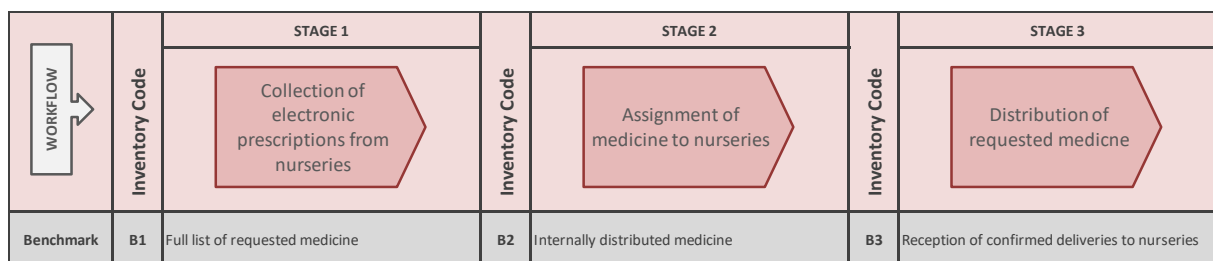 WORKFLOW
Inventory Code
STAGE 1
Collection of
electronic
prescriptions from
nurseries
Inventory Code
STAGE 2
Assignment of
medicine to nurseries
Inventory Code
STAGE 3
Distribution of
requested medicne
Benchmark B1 Full list of requested medicine B2 Internally distributed medicine B3 Reception of confirmed deliveries to nurseries